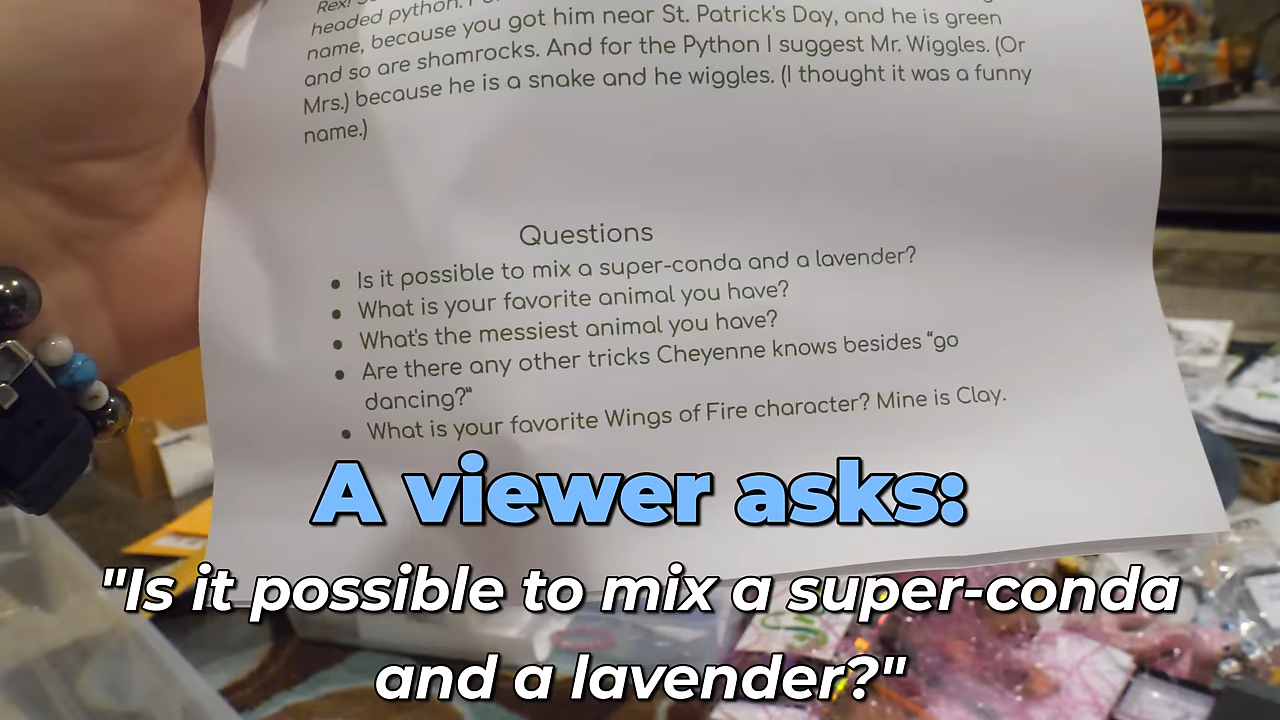 Rex!
headed python.
name, because you got him near St. Patrick's Day, and he is green
and so are shamrocks. And for the Python I suggest Mr. Wiggles. (Or
Mrs.) because he is a snake and he wiggles. (I thought it was a funny
name.)
Questions
• Is it possible to mix a super-conda and a lavender?
• What is your favorite animal you have?
• What's the messiest animal you have?
• Are there any other tricks Cheyenne knows besides “go
dancing?”
• What is your favorite Wings of Fire character? Mine is Clay.
A viewer asks:
"Is it possible to mix a super-conda
and a lavender?"